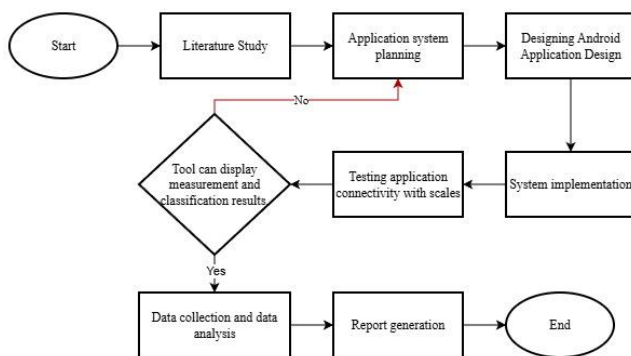 Start
Literature Study
Application system
planning
Designing Android
Application Design
No
Tool can display
measurement and
classification results
Testing application
connectivity with scales
System implementation
Yes
Data collection and data
analysis
Report generation
End